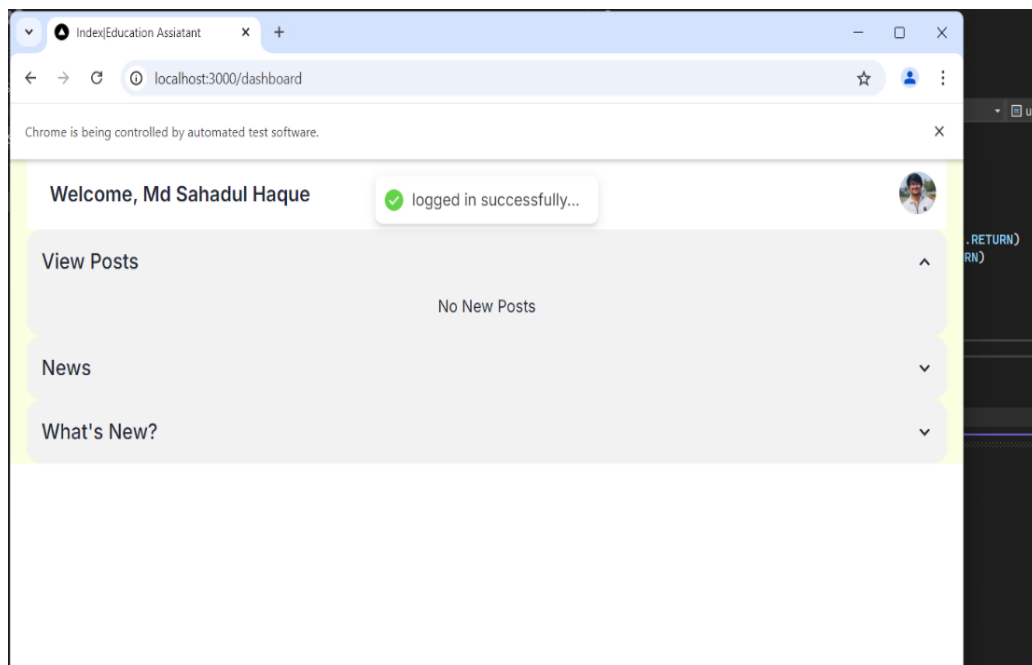 Index|Education Assiatant
localhost:3000/dashboard
Chrome is being controlled by automated test software.
Welcome, Md Sahadul Haque
logged in successfully...
View Posts
No New Posts
News
What's New?
u
.RETURN)
RN)